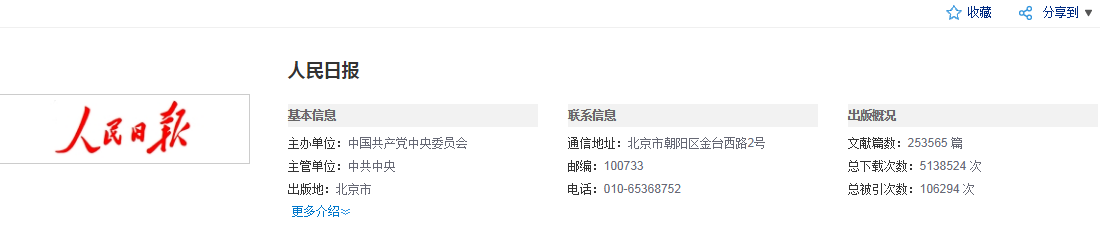 收藏 分享到
人民日报
人民日报
基本信息
主办单位：中国共产党中央委员会
主管单位：中共中央
出版地：北京市
更多介绍
联系信息
通信地址：北京市朝阳区金台西路2号
邮编：100733
电话：010-65368752
出版概况
文献篇数：253565 篇
总下载次数：5138524 次
总被引次数：106294 次